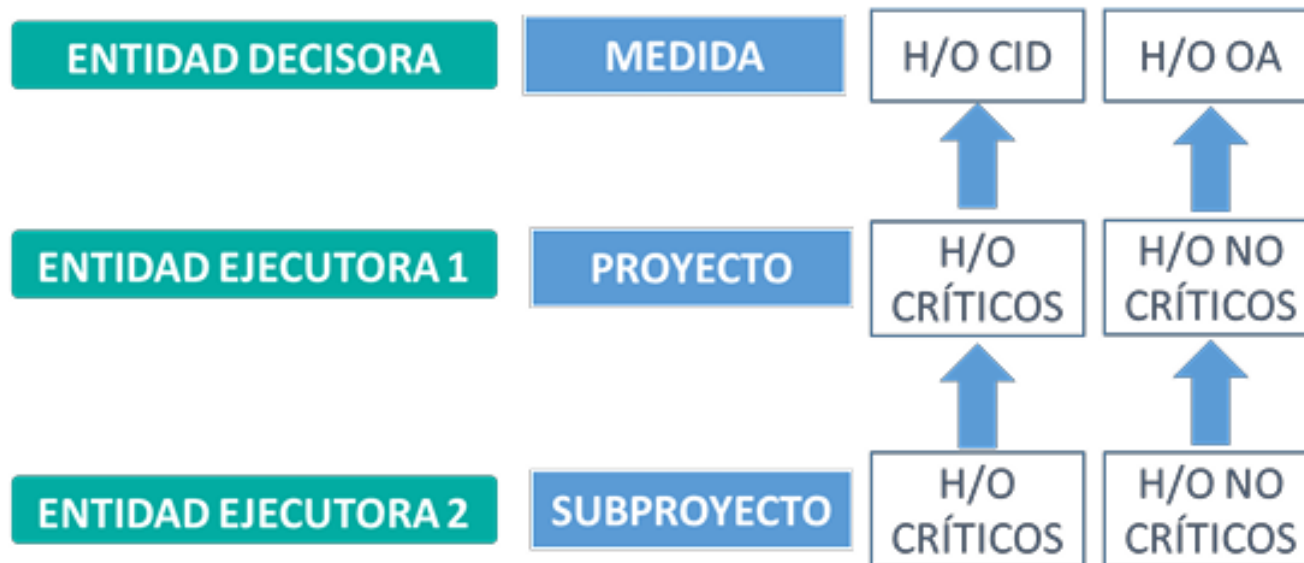 ENTIDAD DECISORA
MEDIDA
H/O CID
H/O OA
ENTIDAD EJECUTORA 1
PROYECTO
H/O
CRÍTICOS
H/O NO
CRÍTICOS
ENTIDAD EJECUTORA 2
SUBPROYECTO
H/O
CRÍTICOS
H/O NO
CRÍTICOS